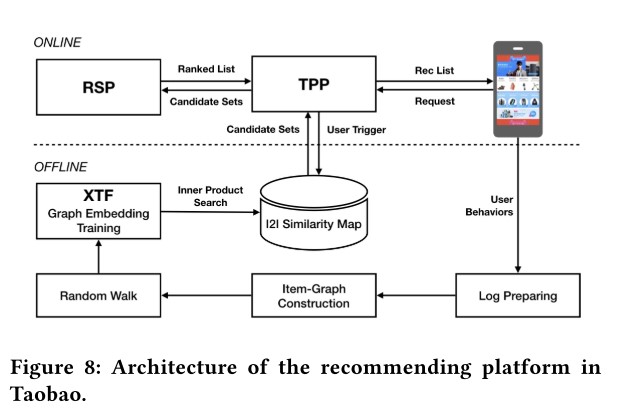 ONLINE
RSP
Ranked List
Candidate Sets
TPP
Rec List
Request
Candidate Sets
User Trigger
OFFLINE
XTF
Graph Embedding
Training
Inner Product
Search
I2I Similarity Map
User
Behaviors
Random Walk
Item-Graph
Construction
Log Preparing
Figure 8: Architecture of the recommending platform in
Taobao.